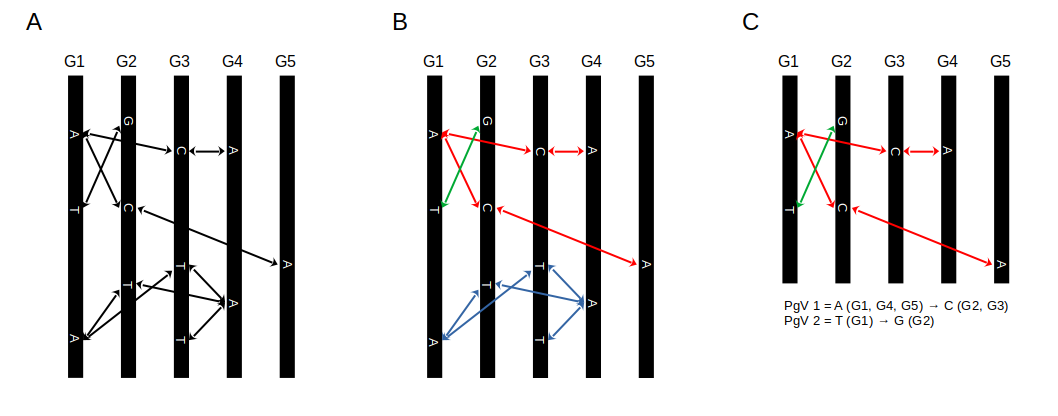 A B C
G1 G2 G3 G4 G5 G1 G2 G3 G4 G5 G1 G2 G3 G4 G5
G G G
A A A
C A C A C A
T C T C T C
T A T A A
T T
A A
A T A T
PgV 1 = A (G1, G4, G5) → C (G2, G3)
PgV 2 = T (G1) → G (G2)